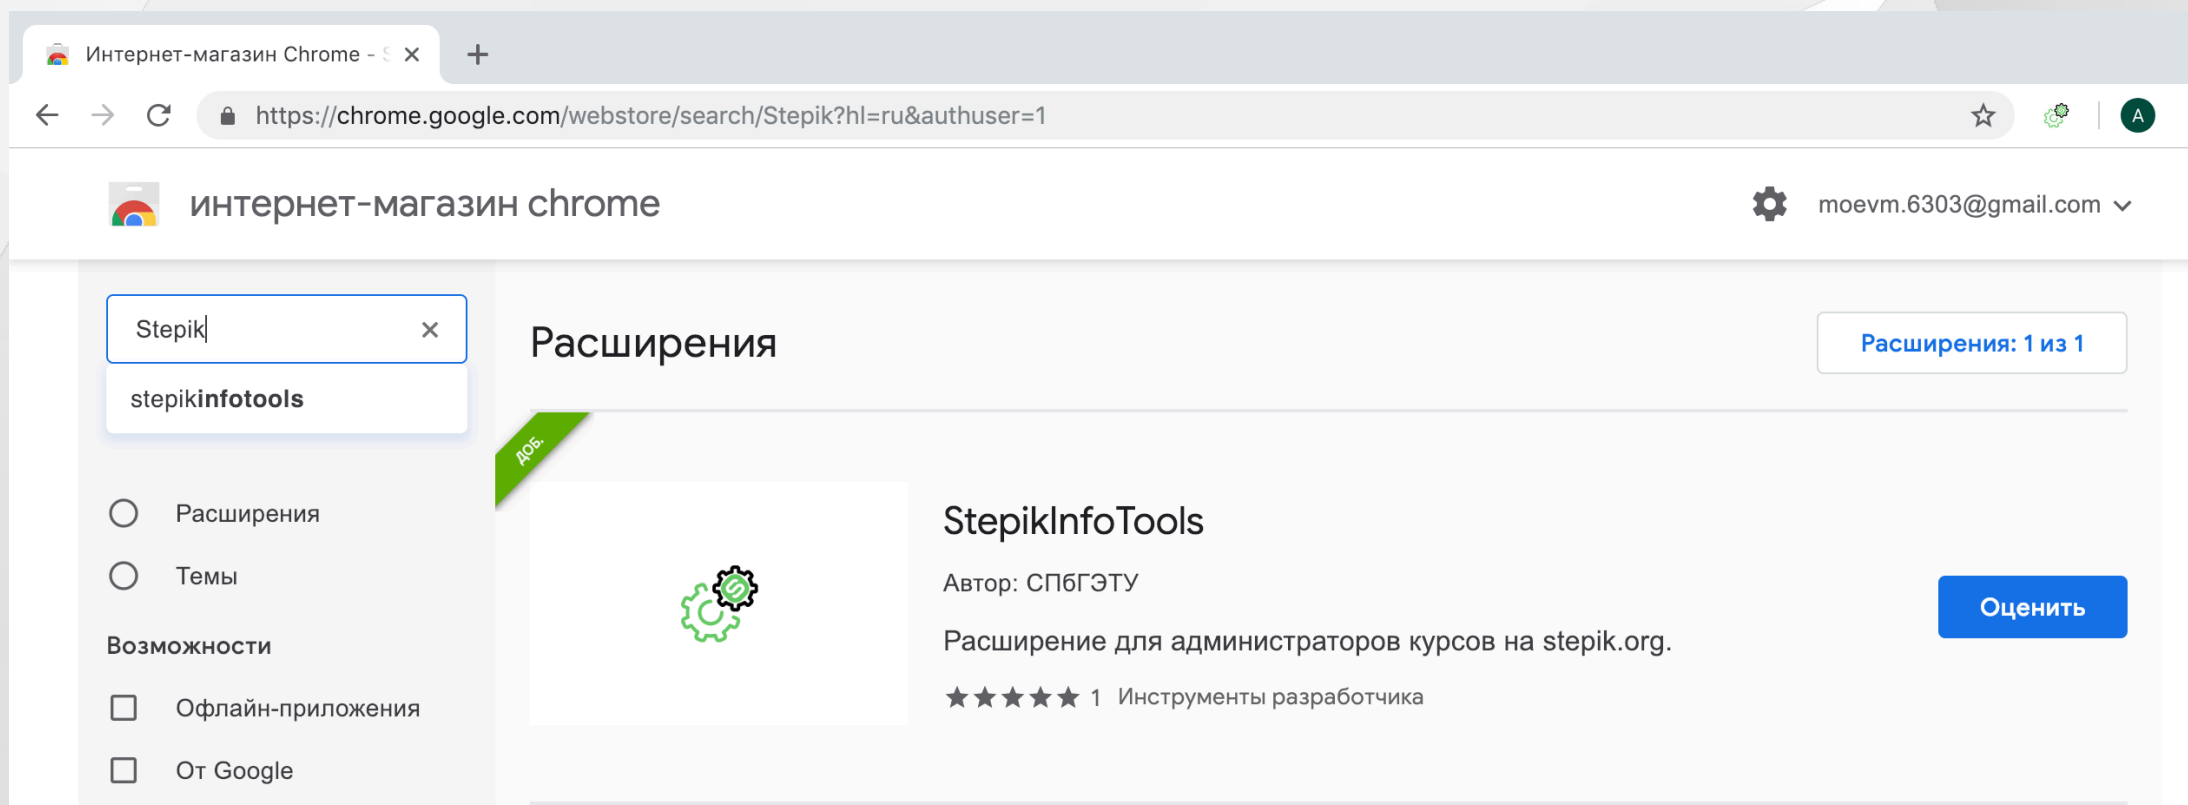 Интернет-магазин Chrome - S
https://chrome.google.com/webstore/search/Stepik?hl=ru&authuser=1
A
интернет-магазин chrome
moevm.6303@gmail.com
Stepik
stepikinfotools
Расширения
Темы
Возможности
Офлайн-приложения
От Google
Расширения
Расширения: 1 из 1
ДОБ.
StepikInfoTools
Автор: СПбГЭТУ
Расширение для администраторов курсов на stepik.org.
1 Инструменты разработчика
Оценить